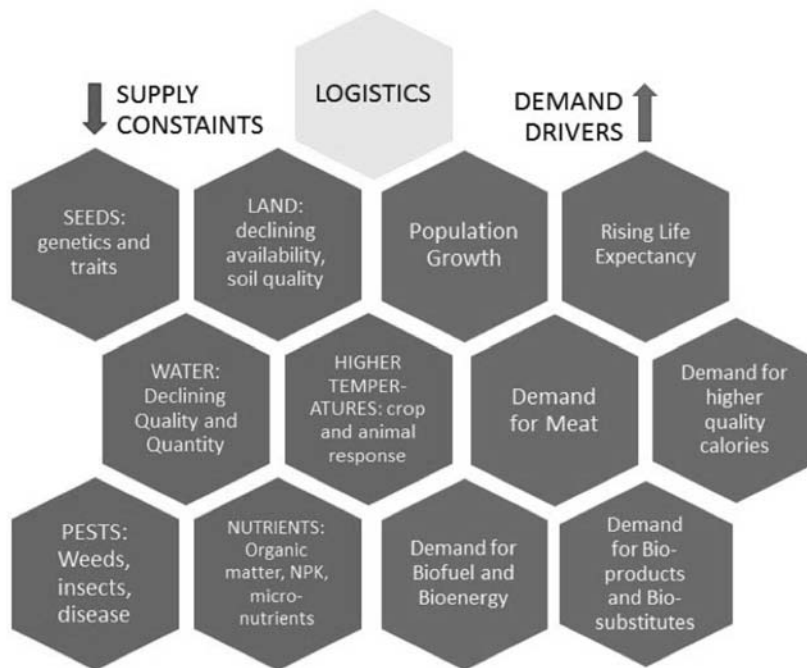 SUPPLY
CONSTAINTS
LOGISTICS
DEMAND
DRIVERS
SEEDS:
genetics and
traits
LAND:
declining
availability,
soil quality
Population
Growth
Rising Life
Expectancy
WATER:
Declining
Quality and
Quantity
HIGHER
TEMPER-
ATURES: crop
and animal
response
Demand
for Meat
Demand for
higher
quality
calories
PESTS:
Weeds,
insects,
disease
NUTRIENTS:
Organic
matter, NPK,
micro-
nutrients
Demand for
Biofuel and
Bioenergy
Demand
for Bio-
products
and Bio-
substitutes